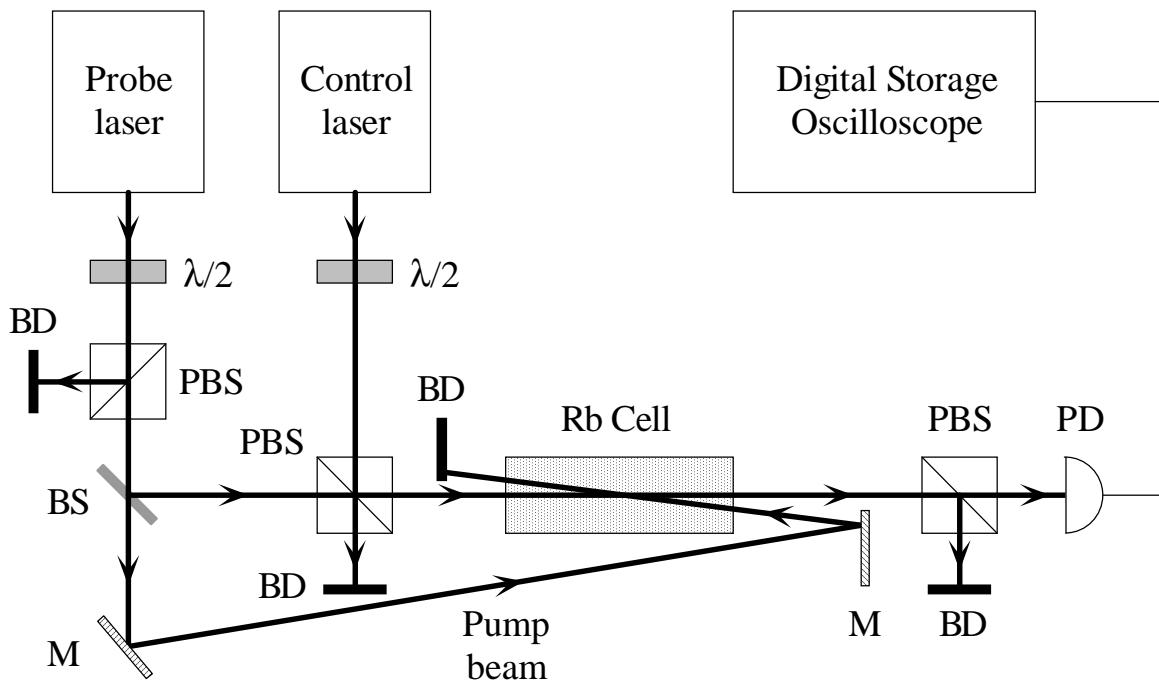 Probe
laser
Control
laser
Digital Storage
Oscilloscope
λ/2
λ/2
BD
PBS
BD
Rb Cell
PBS
PD
PBS
BS
BD
M
BD
M
Pump
beam